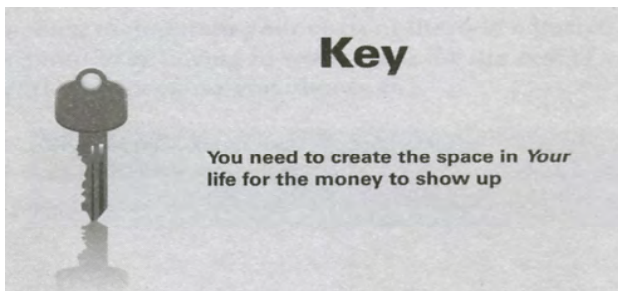 Key
You need to create the space in Your
life for the money to show up